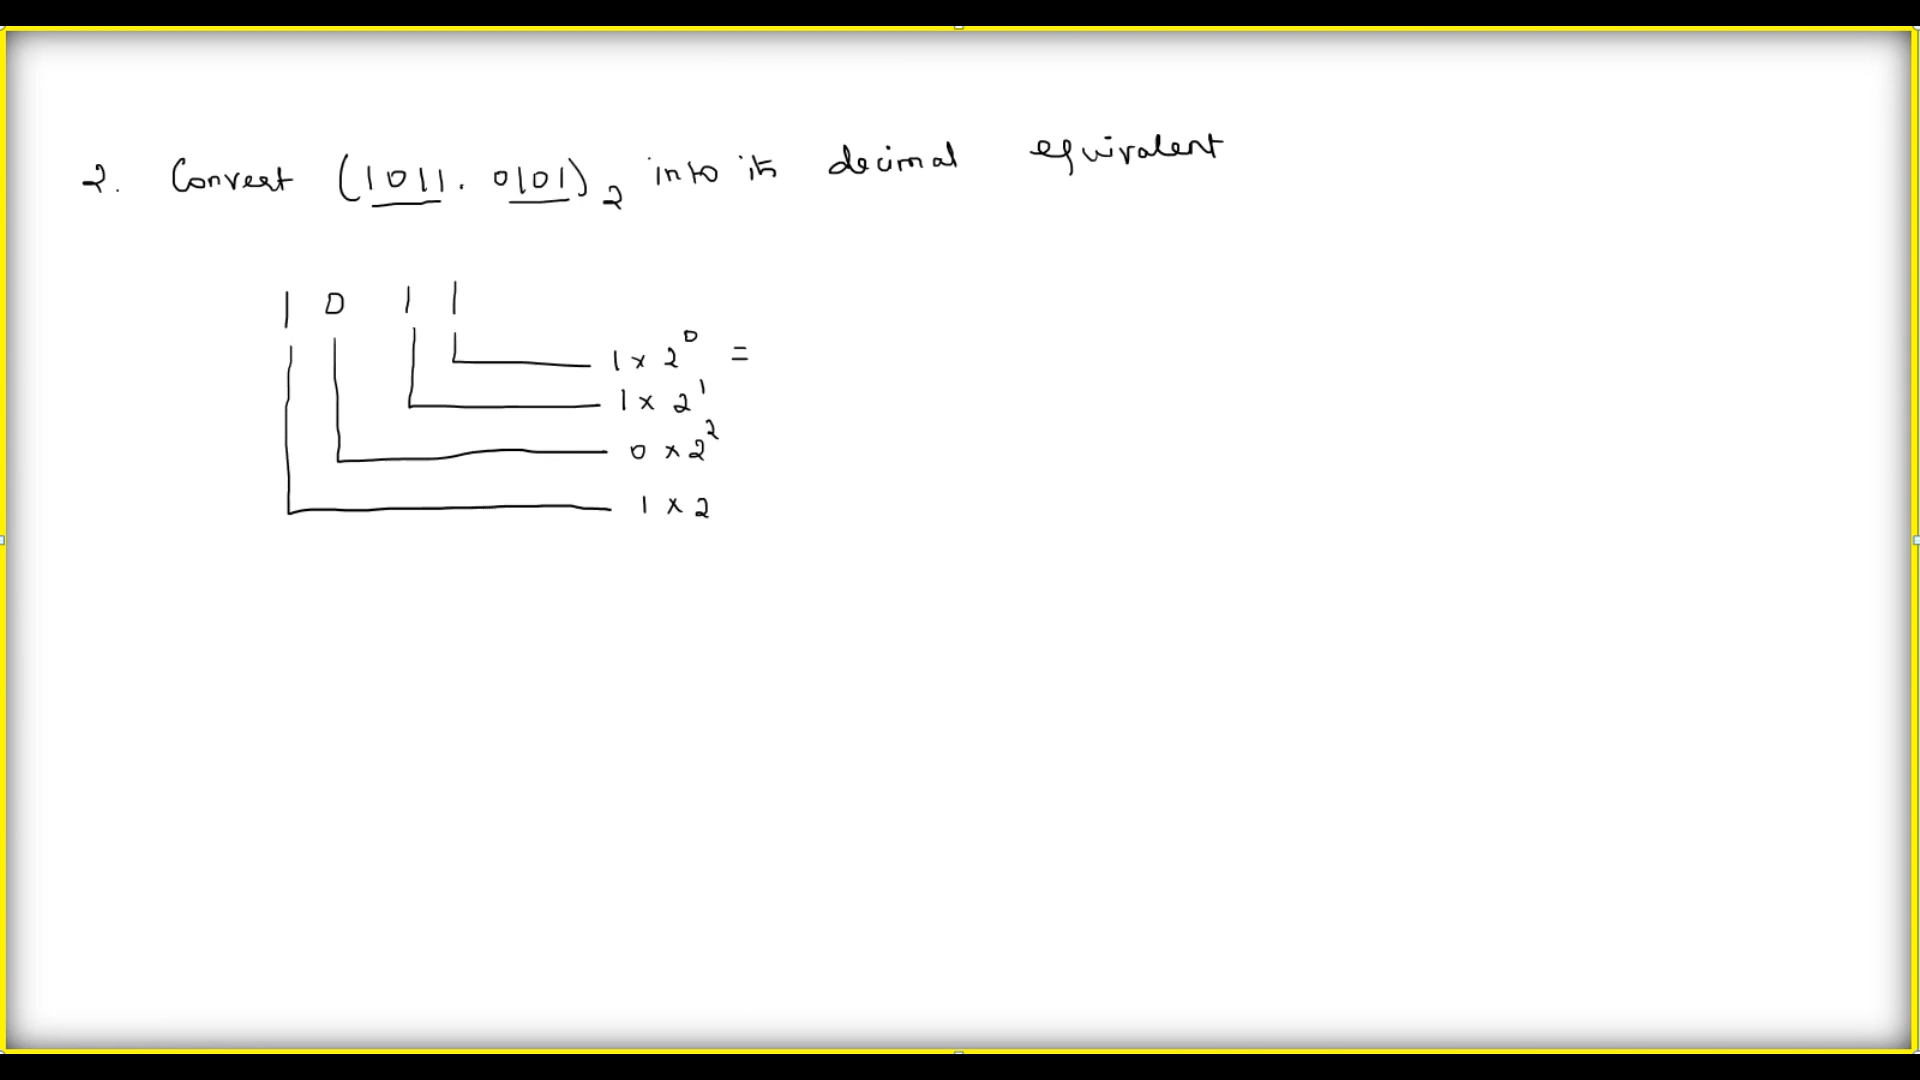 2. Convert (1011.0101)₂ into its decimal equivalent
1 0 1 1
1 x 2⁰ =
1 x 2¹
0 x 2²
1 x 2